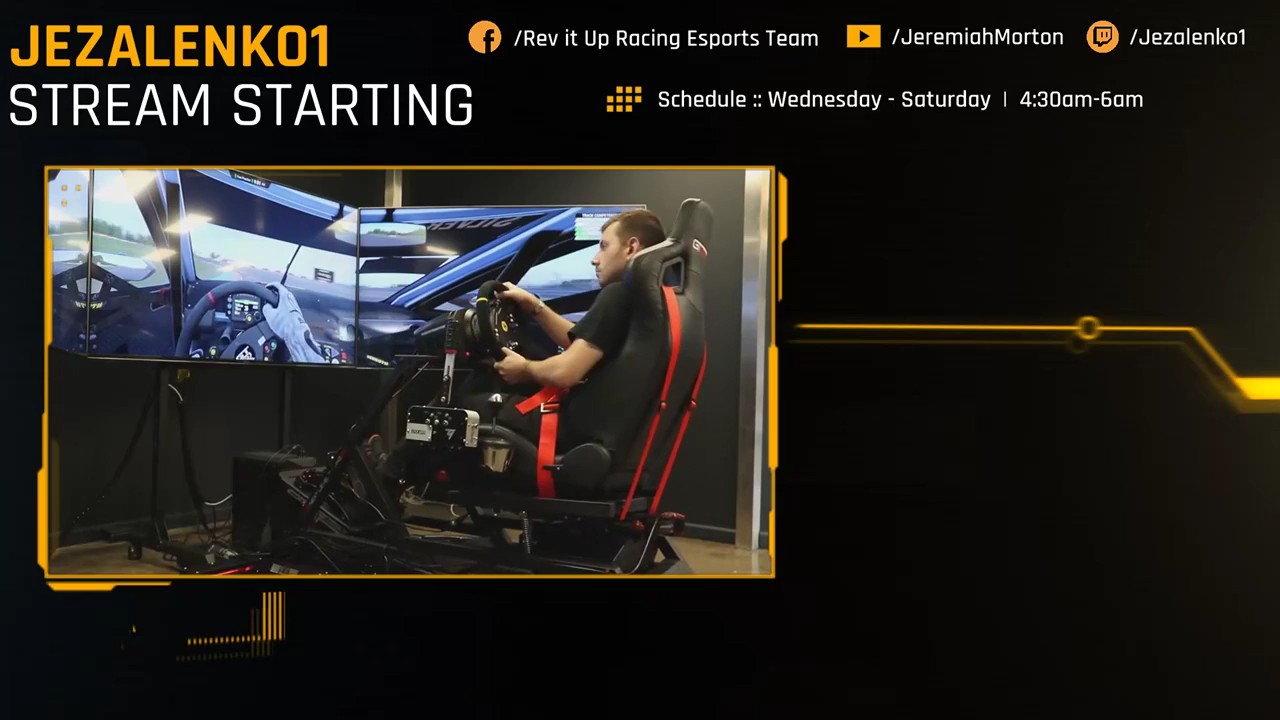 JEZALENKO1
STREAM STARTING
/Rev it Up Racing Esports Team
/JeremiahMorton
/Jezalenko1
Schedule :: Wednesday - Saturday | 4:30am-6am